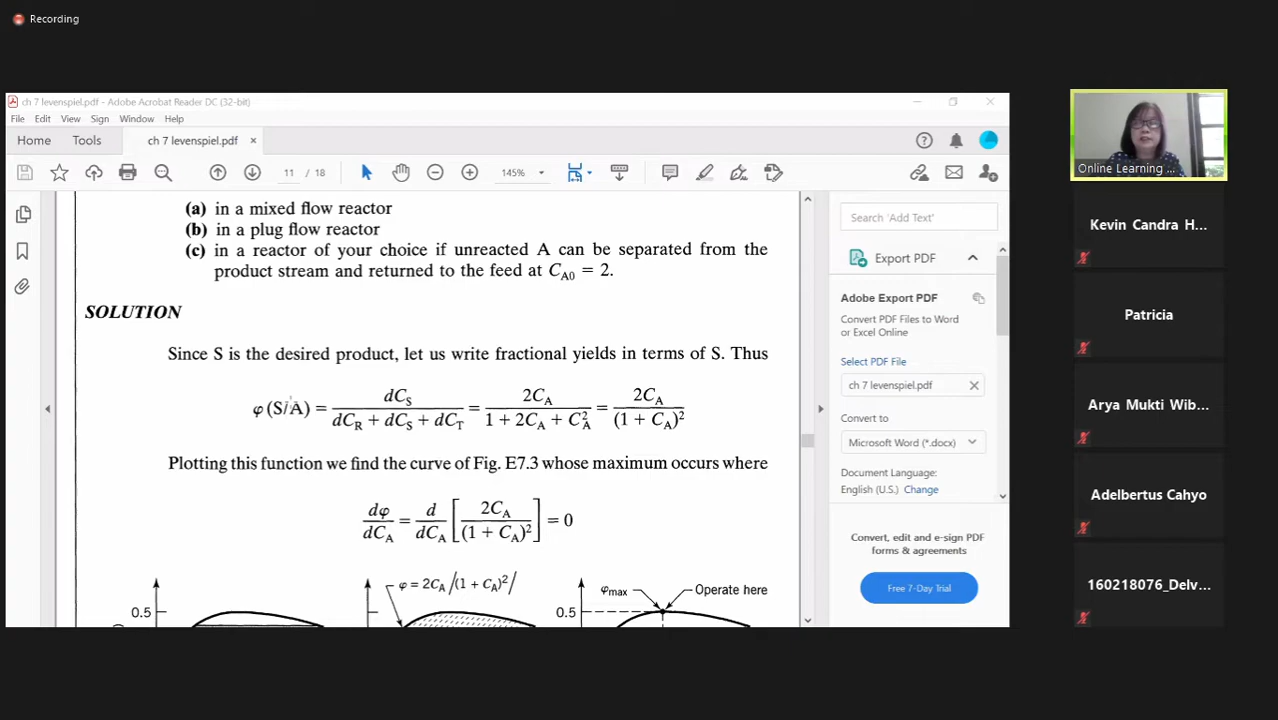 Recording
ch 7 levenspiel.pdf - Adobe Acrobat Reader DC (32-bit)
File Edit View Sign Window Help
Home Tools ch 7 levenspiel.pdf ×
11 / 18 145%
(a) in a mixed flow reactor
(b) in a plug flow reactor
(c) in a reactor of your choice if unreacted A can be separated from the
product stream and returned to the feed at C_A0 = 2.
SOLUTION
Since S is the desired product, let us write fractional yields in terms of S. Thus
φ(S/A) = dC_S / (dC_R + dC_S + dC_T) = 2C_A / (1 + 2C_A + C_A^2) = 2C_A / (1 + C_A)^2
Plotting this function we find the curve of Fig. E7.3 whose maximum occurs where
dφ/dC_A = d/dC_A [2C_A / (1 + C_A)^2] = 0
0.5
φ = 2C_A/(1 + C_A)^2/
0.5
φmax
Operate here
Search 'Add Text'
Export PDF
Adobe Export PDF
Convert PDF Files to Word
or Excel Online
Select PDF File
ch 7 levenspiel.pdf ×
Convert to
Microsoft Word (*.docx)
Document Language:
English (U.S.) Change
Convert, edit and e-sign PDF
forms & agreements
Free 7-Day Trial
Online Learning ...
Kevin Candra H...
Patricia
Arya Mukti Wib...
Adelbertus Cahyo
160218076_Delv...